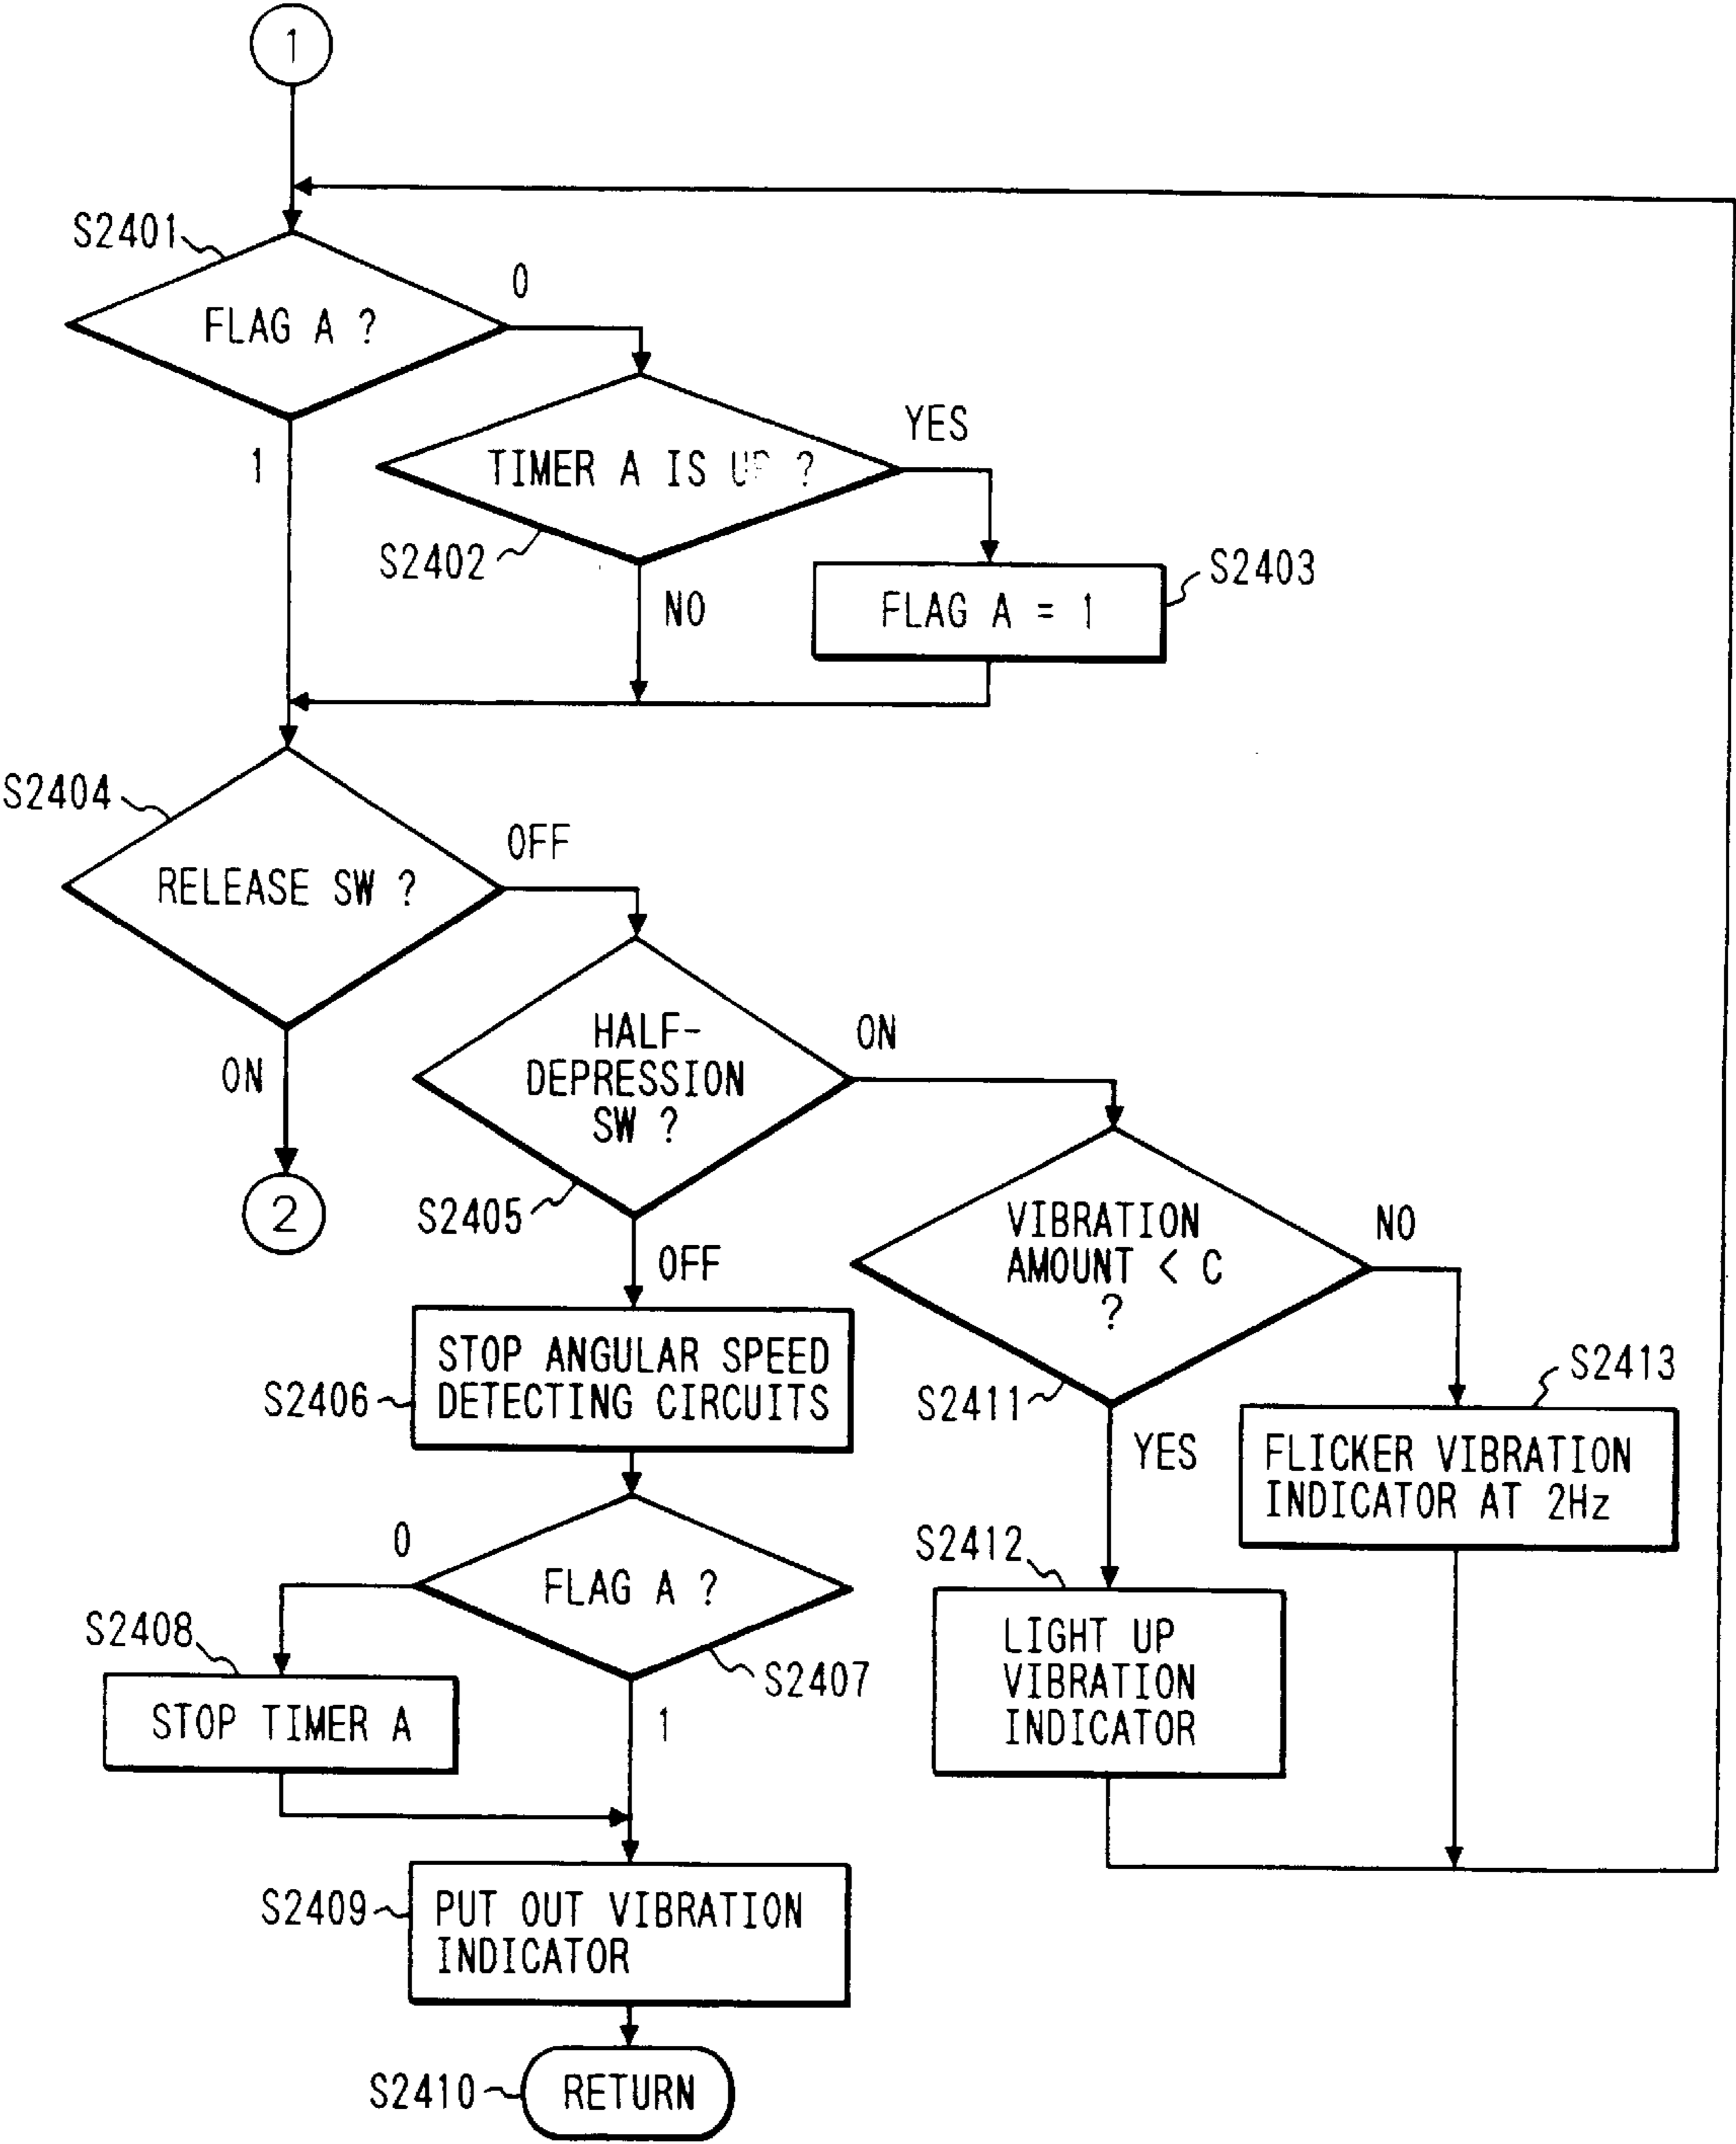 1
S2401
0
FLAG A ?
1
YES
TIMER A IS UP ?
S2402
S2403
NO
FLAG A = 1
S2404
OFF
RELEASE SW ?
ON
2
HALF-
DEPRESSION
SW ?
ON
S2405
OFF
VIBRATION
AMOUNT < C
?
NO
S2411
YES
S2413
STOP ANGULAR SPEED
DETECTING CIRCUITS
S2406
FLICKER VIBRATION
INDICATOR AT 2Hz
0
FLAG A ?
S2407
S2412
LIGHT UP
VIBRATION
INDICATOR
S2408
STOP TIMER A
1
S2409
PUT OUT VIBRATION
INDICATOR
S2410
RETURN